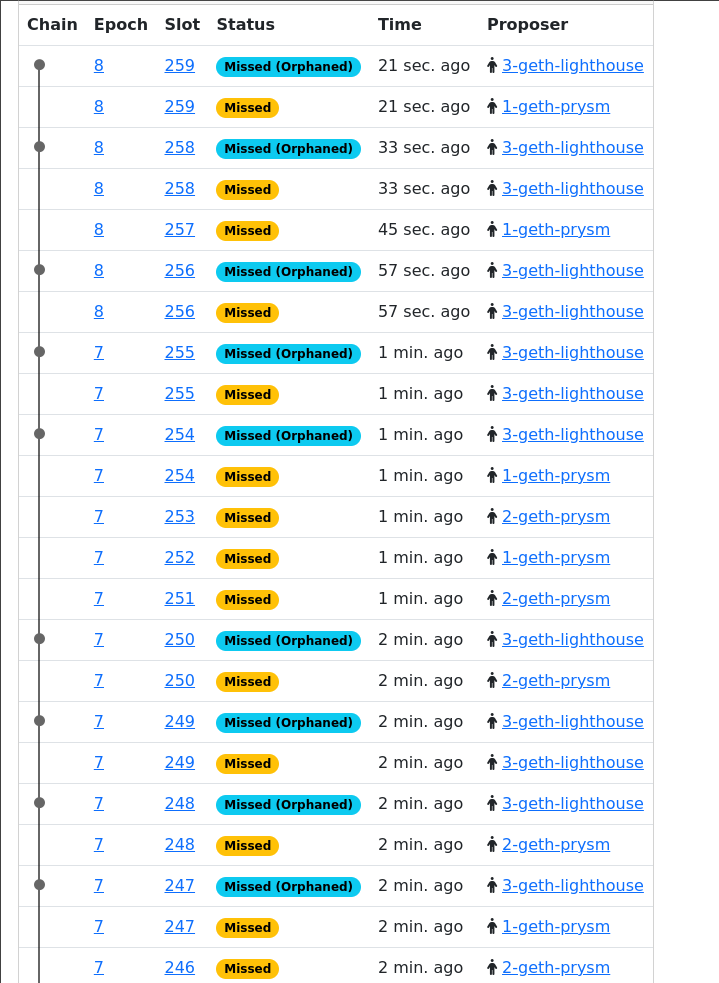 Chain Epoch Slot Status Time Proposer
8 259 Missed (Orphaned) 21 sec. ago 3-geth-lighthouse
8 259 Missed 21 sec. ago 1-geth-prysm
8 258 Missed (Orphaned) 33 sec. ago 3-geth-lighthouse
8 258 Missed 33 sec. ago 3-geth-lighthouse
8 257 Missed 45 sec. ago 1-geth-prysm
8 256 Missed (Orphaned) 57 sec. ago 3-geth-lighthouse
8 256 Missed 57 sec. ago 3-geth-lighthouse
7 255 Missed (Orphaned) 1 min. ago 3-geth-lighthouse
7 255 Missed 1 min. ago 3-geth-lighthouse
7 254 Missed (Orphaned) 1 min. ago 3-geth-lighthouse
7 254 Missed 1 min. ago 1-geth-prysm
7 253 Missed 1 min. ago 2-geth-prysm
7 252 Missed 1 min. ago 1-geth-prysm
7 251 Missed 1 min. ago 2-geth-prysm
7 250 Missed (Orphaned) 2 min. ago 3-geth-lighthouse
7 250 Missed 2 min. ago 2-geth-prysm
7 249 Missed (Orphaned) 2 min. ago 3-geth-lighthouse
7 249 Missed 2 min. ago 3-geth-lighthouse
7 248 Missed (Orphaned) 2 min. ago 3-geth-lighthouse
7 248 Missed 2 min. ago 2-geth-prysm
7 247 Missed (Orphaned) 2 min. ago 3-geth-lighthouse
7 247 Missed 2 min. ago 1-geth-prysm
7 246 Missed 2 min. ago 2-geth-prysm